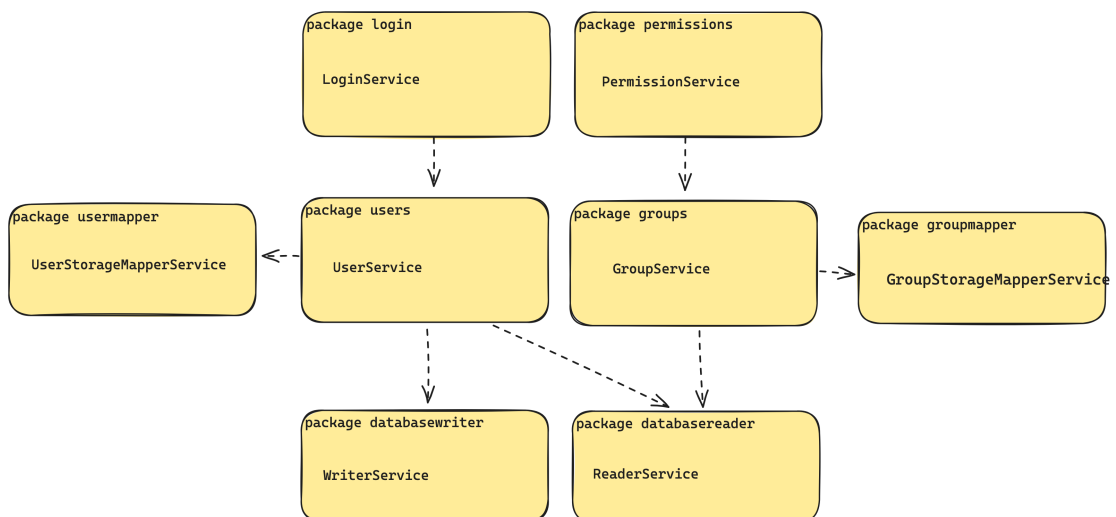 package login
LoginService
package permissions
PermissionService
package usermapper
UserStorageMapperService
package users
UserService
package groups
GroupService
package groupmapper
GroupStorageMapperService
package databasewriter
WriterService
package databasereader
ReaderService